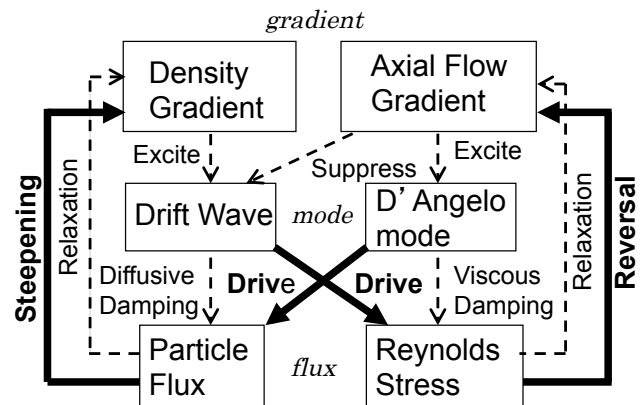 gradient
Density
Gradient
Axial Flow
Gradient
Excite
Suppress
Excite
Steepening
Relaxation
Drift Wave
mode
D' Angelo
mode
Relaxation
Reversal
Diffusive
Damping
Drive
Drive
Viscous
Damping
Particle
Flux
flux
Reynolds
Stress